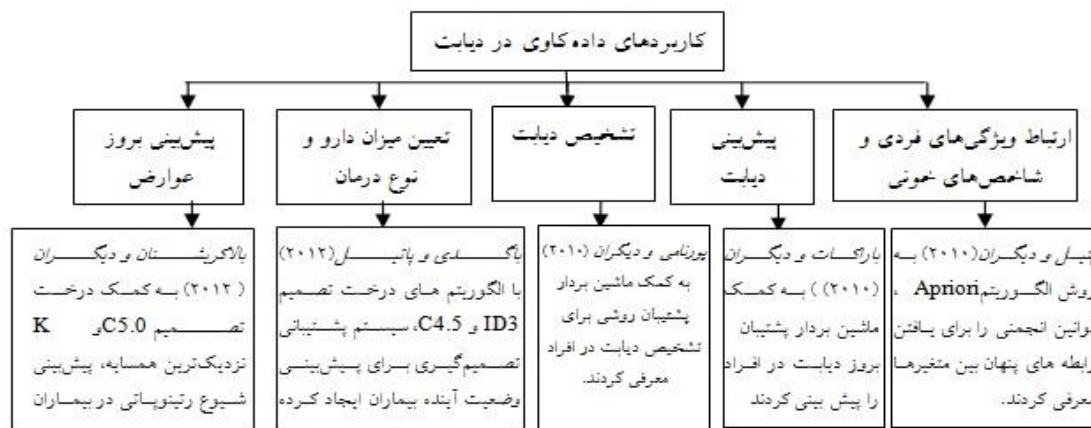 کاربردهای داده کاوی در دیابت
ارتباط ویژگی‌های فردی و
شاخص‌های خونی
پیش‌بینی
دیابت
تشخیص دیابت
تعیین میزان دارو و
نوع درمان
پیش‌بینی بروز
عوارض
دیگران (۲۰۱۰) به
الگوریتم Apriori ،
انجمنی را برای یافتن
های پنهان بین متغیرها
معرفی کردند.
باراکات و دیگران
(۲۰۱۰) ) به کمک
ماشین بردار پشتیبان
بروز دیابت در افراد
را پیش بینی کردند
و دیگران (۲۰۱۰)
به کمک ماشین بردار
پشتیبان روشی برای
تشخیص دیابت در افراد
معرفی کردند.
و پاتیل (۲۰۱۲)
با الگوریتم های درخت تصمیم
ID3 و C4.5، سیستم پشتیبانی
تصمیم‌گیری برای پیش‌بینی
وضعیت آینده بیماران ایجاد کرده
بالاکریشنان و دیگران
( ۲۰۱۲) به کمک درخت
تصمیم C5.0 و K
نزدیک‌ترین همسایه، پیش‌بینی
شیوع رتینوپاتی در بیماران